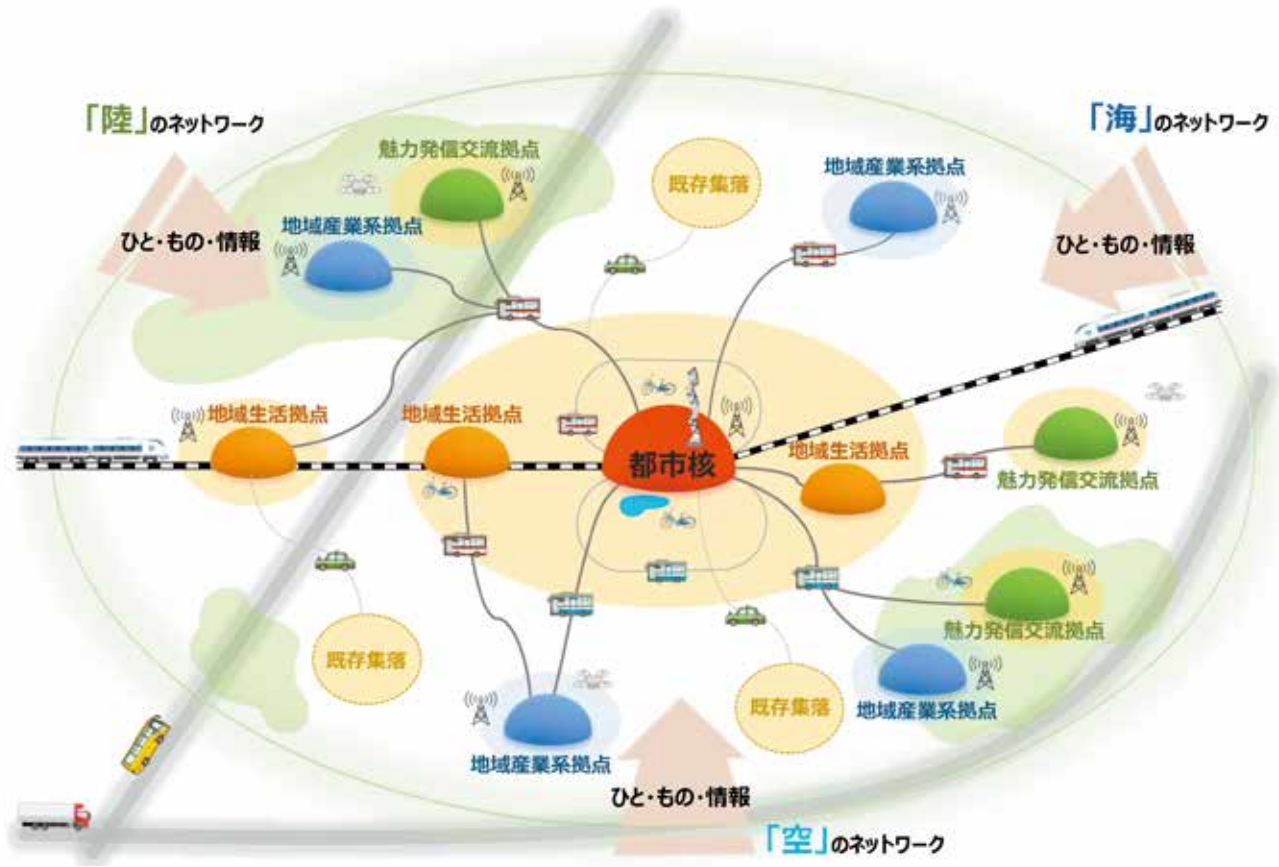 「陸」のネットワーク
「海」のネットワーク
魅力発信交流拠点
既存集落
地域産業系拠点
地域産業系拠点
ひと・もの・情報
ひと・もの・情報
地域生活拠点
地域生活拠点
都市核
地域生活拠点
魅力発信交流拠点
魅力発信交流拠点
既存集落
既存集落
地域産業系拠点
地域産業系拠点
ひと・もの・情報
「空」のネットワーク